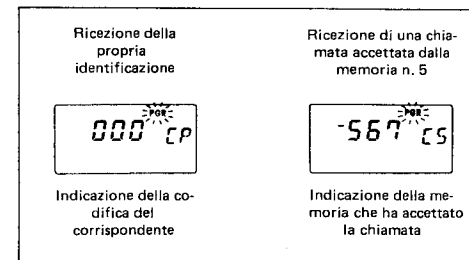 Ricezione della
propria
identificazione
PGR
000 CP
Indicazione della co-
difica del
corrispondente
Ricezione di una chia-
mata accettata dalla
memoria n. 5
PGR
-567 C5
Indicazione della me-
moria che ha accettato
la chiamata